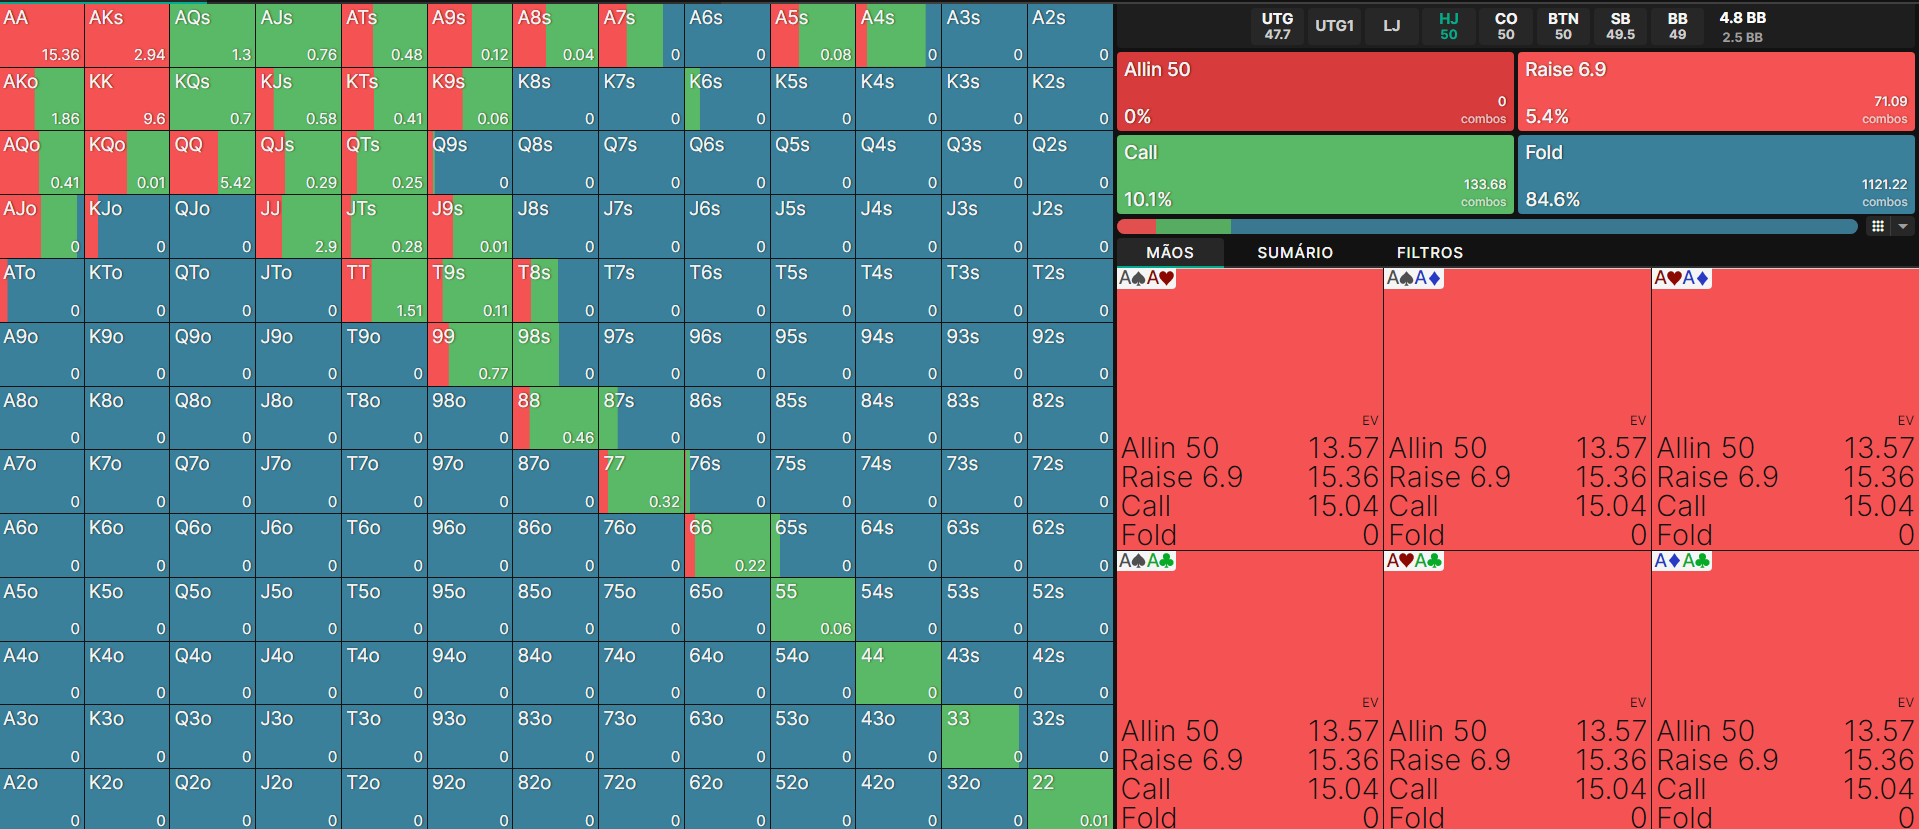 AA AKs AQs AJs ATs A9s A8s A7s A6s A5s A4s A3s A2s
15.36 2.94 1.3 0.76 0.48 0.12 0.04 0 0 0.08 0 0 0
AKo KK KQs KJs KTs K9s K8s K7s K6s K5s K4s K3s K2s
1.86 9.6 0.7 0.58 0.41 0.06 0 0 0 0 0 0 0
AQo KQo QQ QJs QTs Q9s Q8s Q7s Q6s Q5s Q4s Q3s Q2s
0.41 0.01 5.42 0.29 0.25 0 0 0 0 0 0 0 0
AJo KJo QJo JJ JTs J9s J8s J7s J6s J5s J4s J3s J2s
0 0 0 2.9 0.28 0.01 0 0 0 0 0 0 0
ATo KTo QTo JTo TT T9s T8s T7s T6s T5s T4s T3s T2s
0 0 0 0 1.51 0.11 0 0 0 0 0 0 0
A9o K9o Q9o J9o T9o 99 98s 97s 96s 95s 94s 93s 92s
0 0 0 0 0 0.77 0 0 0 0 0 0 0
A8o K8o Q8o J8o T8o 98o 88 87s 86s 85s 84s 83s 82s
0 0 0 0 0 0 0.46 0 0 0 0 0 0
A7o K7o Q7o J7o T7o 97o 87o 77 76s 75s 74s 73s 72s
0 0 0 0 0 0 0 0.32 0 0 0 0 0
A6o K6o Q6o J6o T6o 96o 86o 76o 66 65s 64s 63s 62s
0 0 0 0 0 0 0 0 0.22 0 0 0 0
A5o K5o Q5o J5o T5o 95o 85o 75o 65o 55 54s 53s 52s
0 0 0 0 0 0 0 0 0 0.06 0 0 0
A4o K4o Q4o J4o T4o 94o 84o 74o 64o 54o 44 43s 42s
0 0 0 0 0 0 0 0 0 0 0 0 0
A3o K3o Q3o J3o T3o 93o 83o 73o 63o 53o 43o 33 32s
0 0 0 0 0 0 0 0 0 0 0 0 0
A2o K2o Q2o J2o T2o 92o 82o 72o 62o 52o 42o 32o 22
0 0 0 0 0 0 0 0 0 0 0 0 0.01
UTG UTG1 LJ HJ CO BTN SB BB 4.8 BB
47.7 50 50 50 49.5 49 2.5 BB
Allin 50 Raise 6.9
0 71.09
0% combos 5.4% combos
Call Fold
133.68 1121.22
10.1% combos 84.6% combos
MÃOS SUMÁRIO FILTROS
A♠A♥ A♠A♦ A♥A♦
EV EV EV
Allin 50 13.57 Allin 50 13.57 Allin 50 13.57
Raise 6.9 15.36 Raise 6.9 15.36 Raise 6.9 15.36
Call 15.04 Call 15.04 Call 15.04
Fold 0 Fold 0 Fold 0
A♠A♣ A♥A♣ A♦A♣
EV EV EV
Allin 50 13.57 Allin 50 13.57 Allin 50 13.57
Raise 6.9 15.36 Raise 6.9 15.36 Raise 6.9 15.36
Call 15.04 Call 15.04 Call 15.04
Fold 0 Fold 0 Fold 0